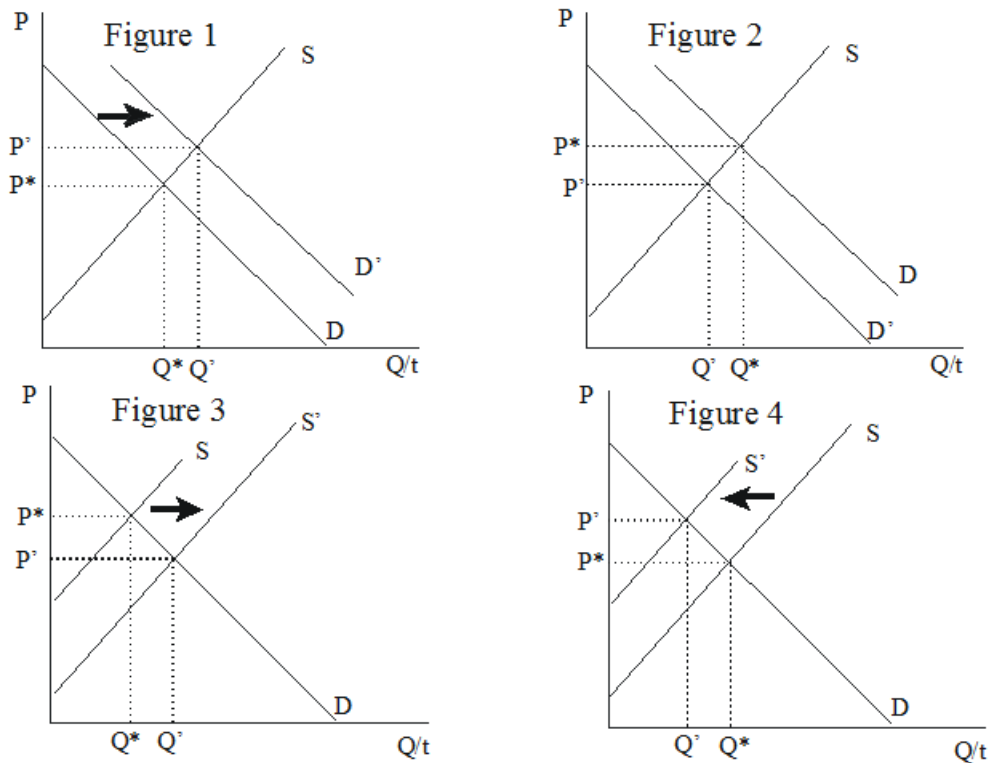 P
Figure 1
S
P’
P*
D’
D
Q* Q’ Q/t
P
Figure 2
S
P*
P’
D
D’
Q’ Q* Q/t
P
Figure 3
S’
S
P*
P’
D
Q* Q’ Q/t
P
Figure 4
S
S’
P’
P*
D
Q’ Q* Q/t